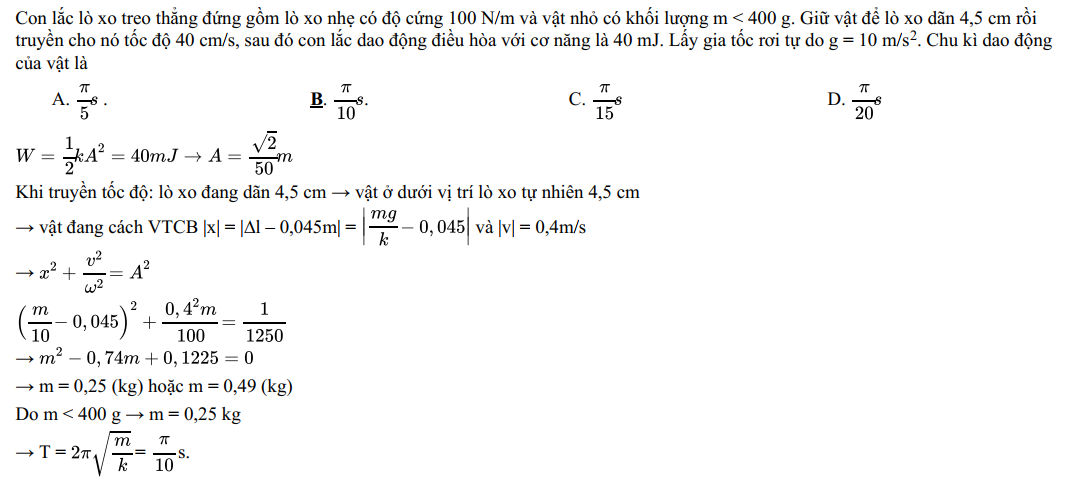 Con lắc lò xo treo thẳng đứng gồm lò xo nhẹ có độ cứng 100 N/m và vật nhỏ có khối lượng m < 400 g. Giữ vật để lò xo dãn 4,5 cm rồi
truyền cho nó tốc độ 40 cm/s, sau đó con lắc dao động điều hòa với cơ năng là 40 mJ. Lấy gia tốc rơi tự do g = 10 m/s². Chu kì dao động
của vật là
A. $\frac{\pi}{5}s$ . B. $\frac{\pi}{10}s$. C. $\frac{\pi}{15}s$ D. $\frac{\pi}{20}s$
$W = \frac{1}{2}kA^2 = 40mJ \rightarrow A = \frac{\sqrt{2}}{50}m$
Khi truyền tốc độ: lò xo đang dãn 4,5 cm → vật ở dưới vị trí lò xo tự nhiên 4,5 cm
→ vật đang cách VTCB |x| = |Δl – 0,045m| = $\left|\frac{mg}{k} - 0,045\right|$ và |v| = 0,4m/s
$\rightarrow x^2 + \frac{v^2}{\omega^2} = A^2$
$\left(\frac{m}{10} - 0,045\right)^2 + \frac{0,4^2m}{100} = \frac{1}{1250}$
$\rightarrow m^2 - 0,74m + 0,1225 = 0$
→ m = 0,25 (kg) hoặc m = 0,49 (kg)
Do m < 400 g → m = 0,25 kg
→ T = $2\pi\sqrt{\frac{m}{k}} = \frac{\pi}{10}$ s.